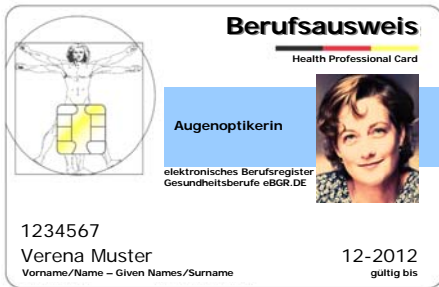 Berufsausweis
Health Professional Card
Augenoptikerin
elektronisches Berufsregister
Gesundheitsberufe eBGR.DE
1234567
Verena Muster 12-2012
Vorname/Name – Given Names/Surname gültig bis